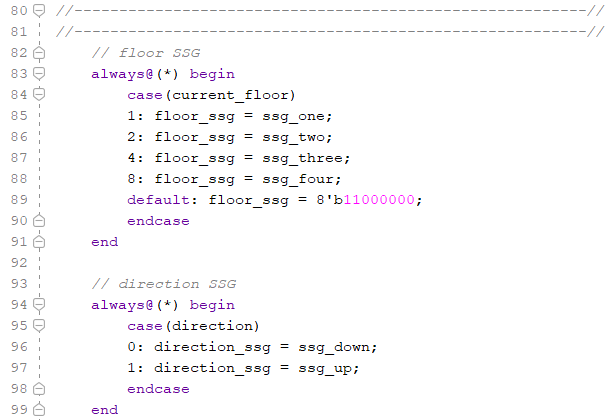 80 //---------------------------------------------------------//
81 //---------------------------------------------------------//
82 // floor SSG
83 always@(*) begin
84 case(current_floor)
85 1: floor_ssg = ssg_one;
86 2: floor_ssg = ssg_two;
87 4: floor_ssg = ssg_three;
88 8: floor_ssg = ssg_four;
89 default: floor_ssg = 8'b11000000;
90 endcase
91 end
92
93 // direction SSG
94 always@(*) begin
95 case(direction)
96 0: direction_ssg = ssg_down;
97 1: direction_ssg = ssg_up;
98 endcase
99 end